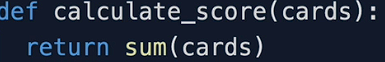 def calculate_score(cards):
  return sum(cards)